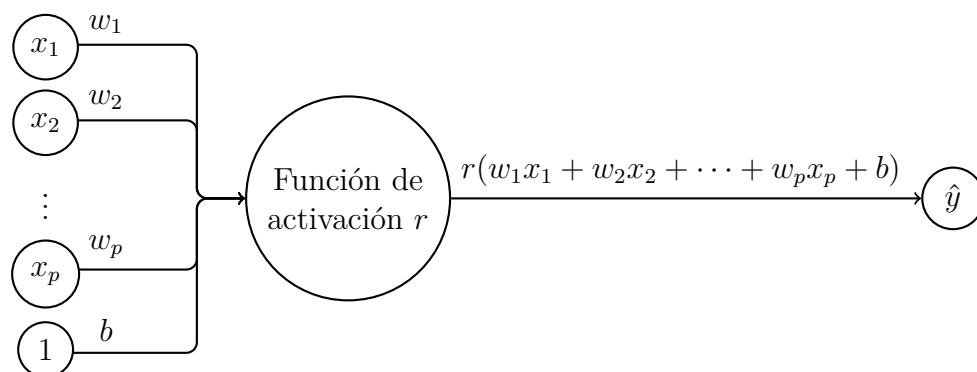 x_1
w_1
x_2
w_2
⋮
x_p
w_p
1
b
Función de
activación r
r(w_1x_1 + w_2x_2 + ⋯ + w_px_p + b)
ŷ